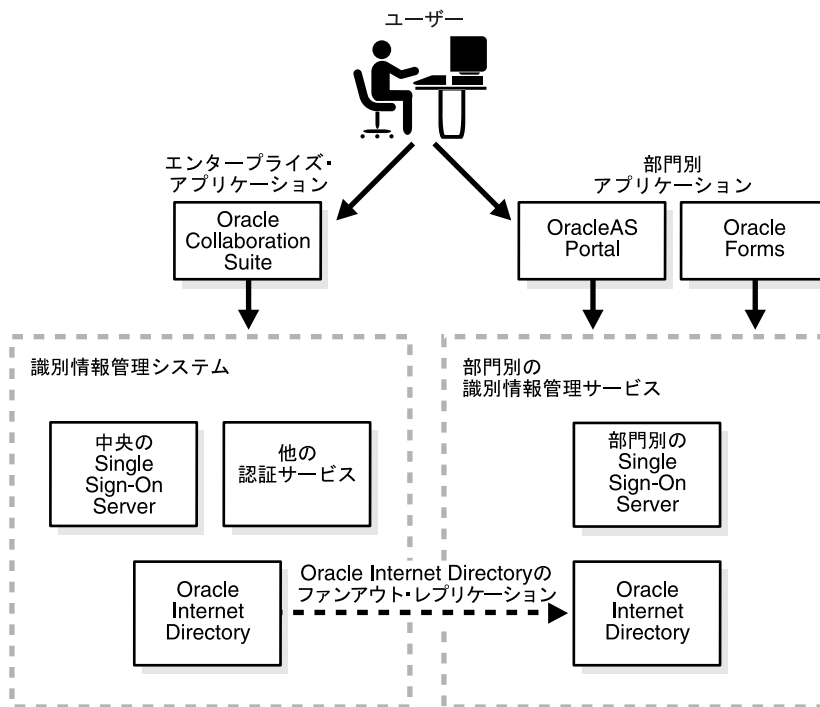 ユーザー
エンタープライズ・
アプリケーション
部門別
アプリケーション
Oracle
Collaboration
Suite
OracleAS
Portal
Oracle
Forms
識別情報管理システム
部門別の
識別情報管理サービス
中央の
Single
Sign-On
Server
他の
認証サービス
部門別の
Single
Sign-On
Server
Oracle
Internet
Directory
Oracle Internet Directoryの
ファンアウト・レプリケーション
Oracle
Internet
Directory